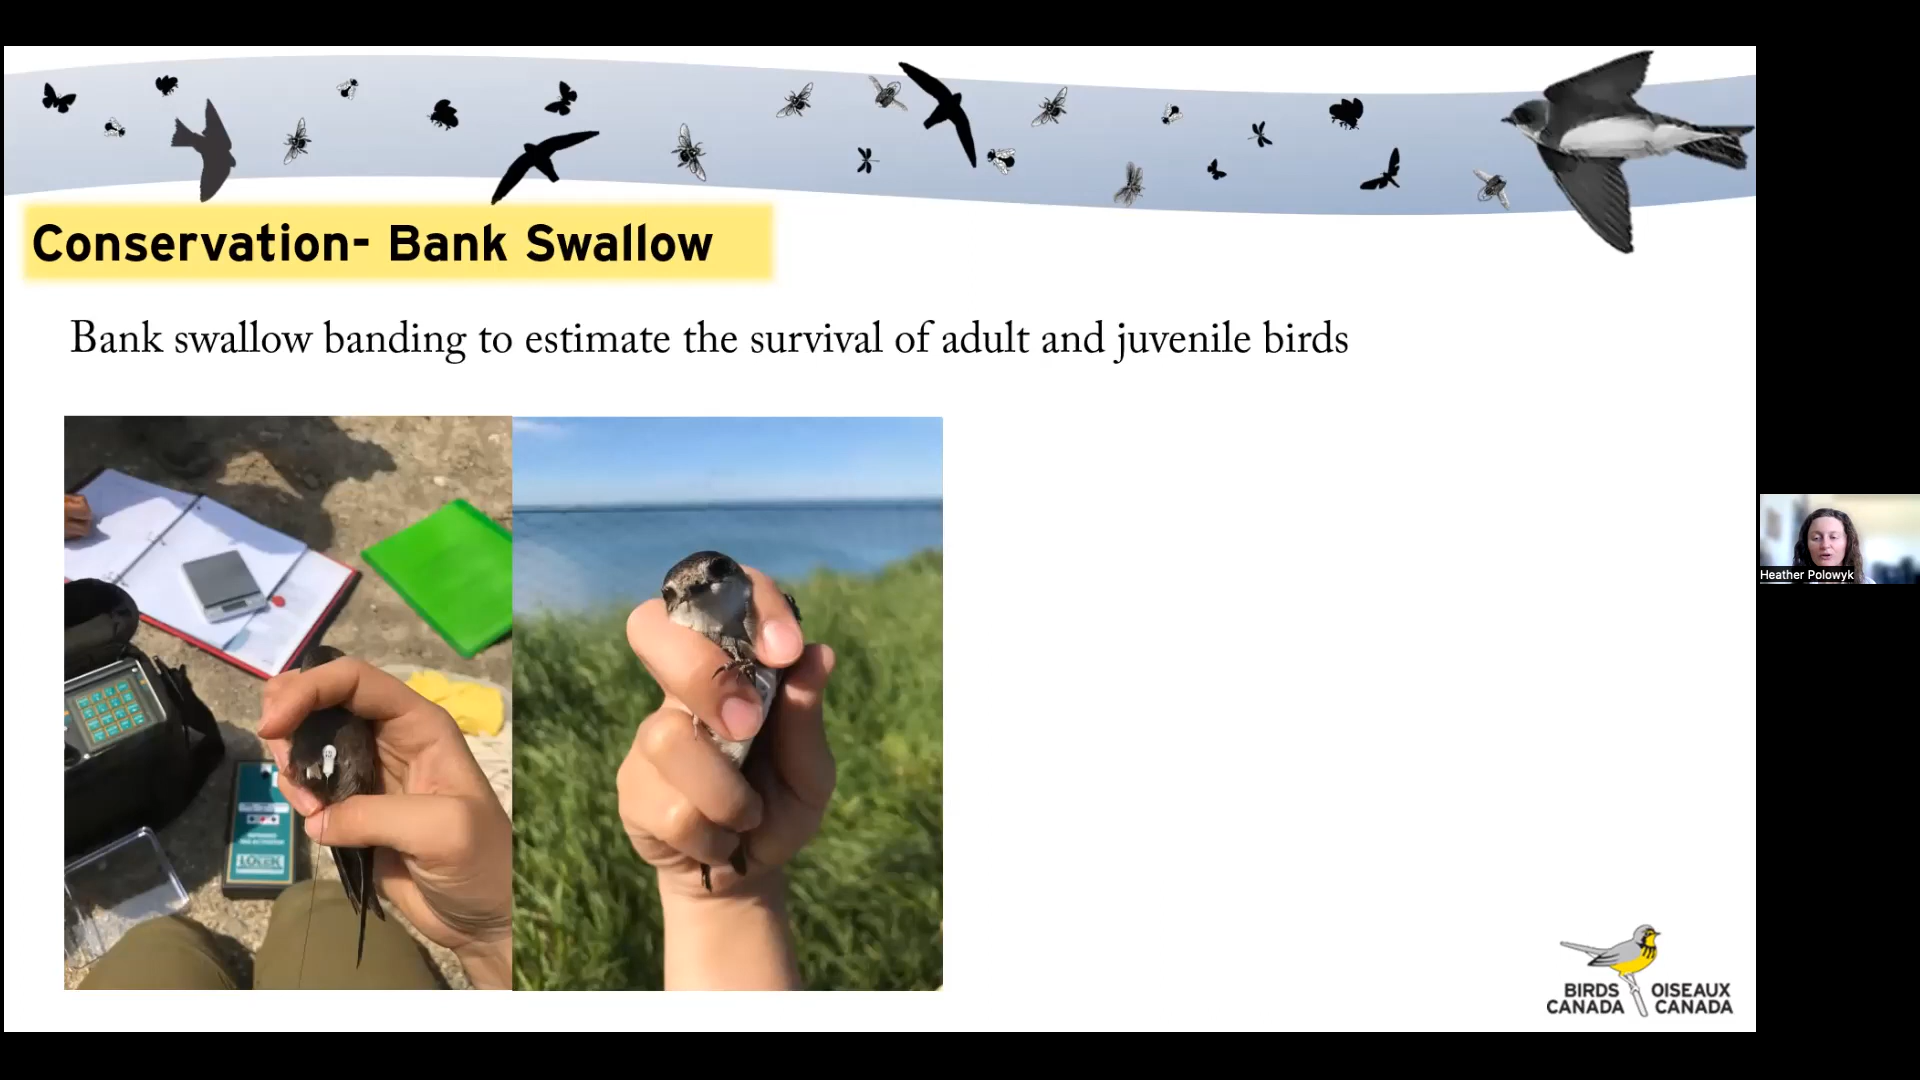 Conservation- Bank Swallow
Bank swallow banding to estimate the survival of adult and juvenile birds
LOTEK
BIRDS CANADA
OISEAUX CANADA
Heather Polowyk